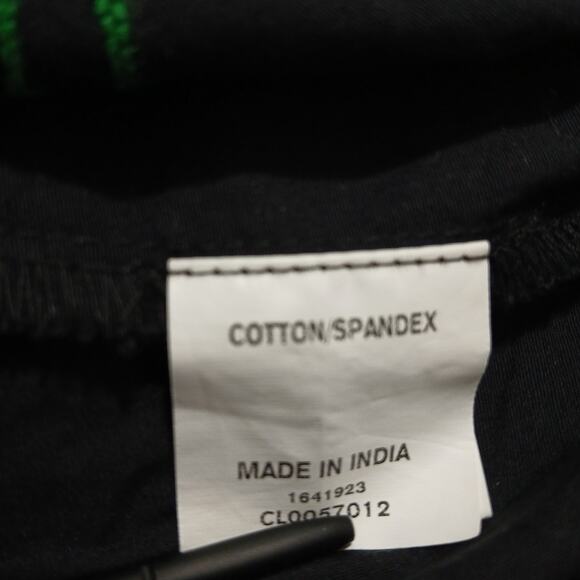 COTTON/SPANDEX
MADE IN INDIA
1641923
CL0057012